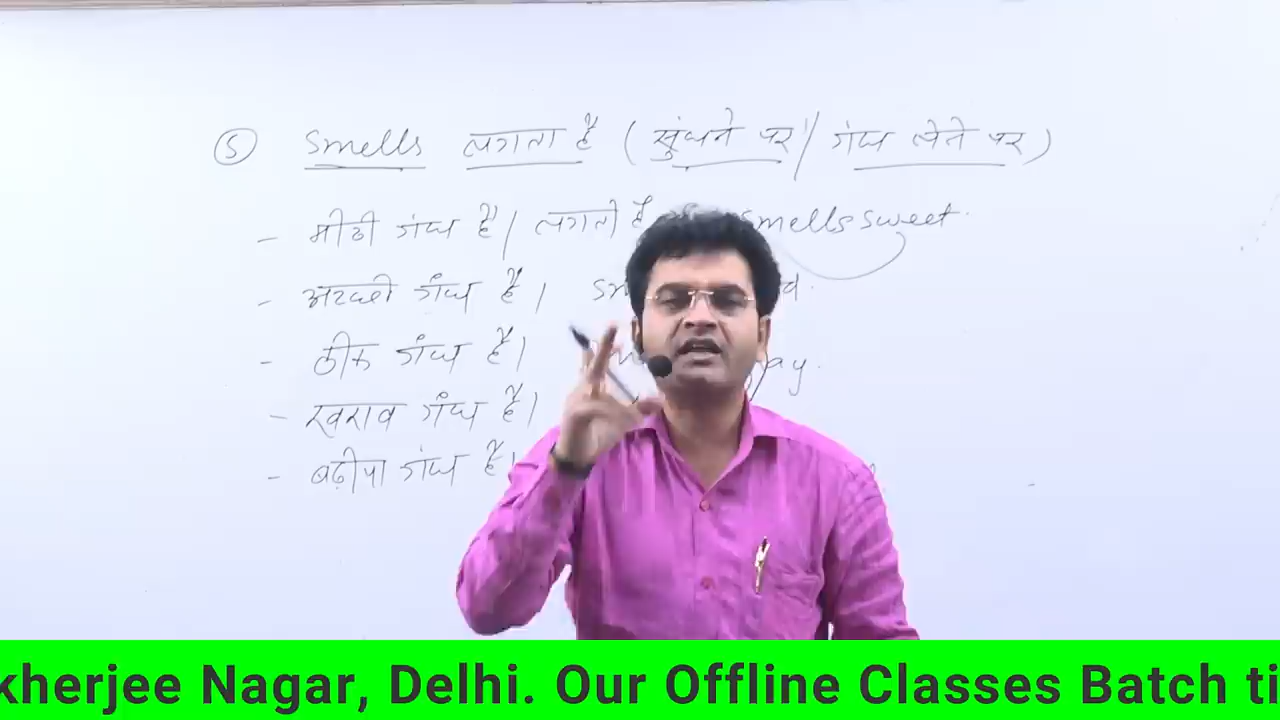 5 smells लगता है ( सुंघने पर / गंध लेने पर )
- मीठी गंध है / लगती है smells sweet.
- अच्छी गंध है /
- ठीक गंध है /
- खराब गंध है /
- बढ़ीया गंध है /
kherjee Nagar, Delhi. Our Offline Classes Batch ti